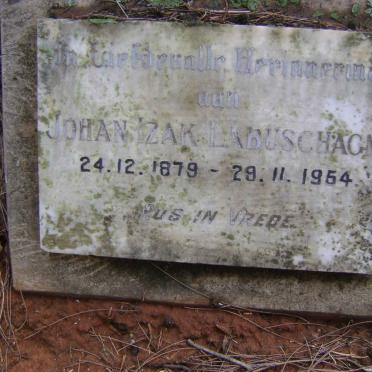 In Liefdevolle Herinnering
aan
JOHAN IZAK LABUSCHAGN
24.12.1879 - 29.11.1954
RUS IN VREDE